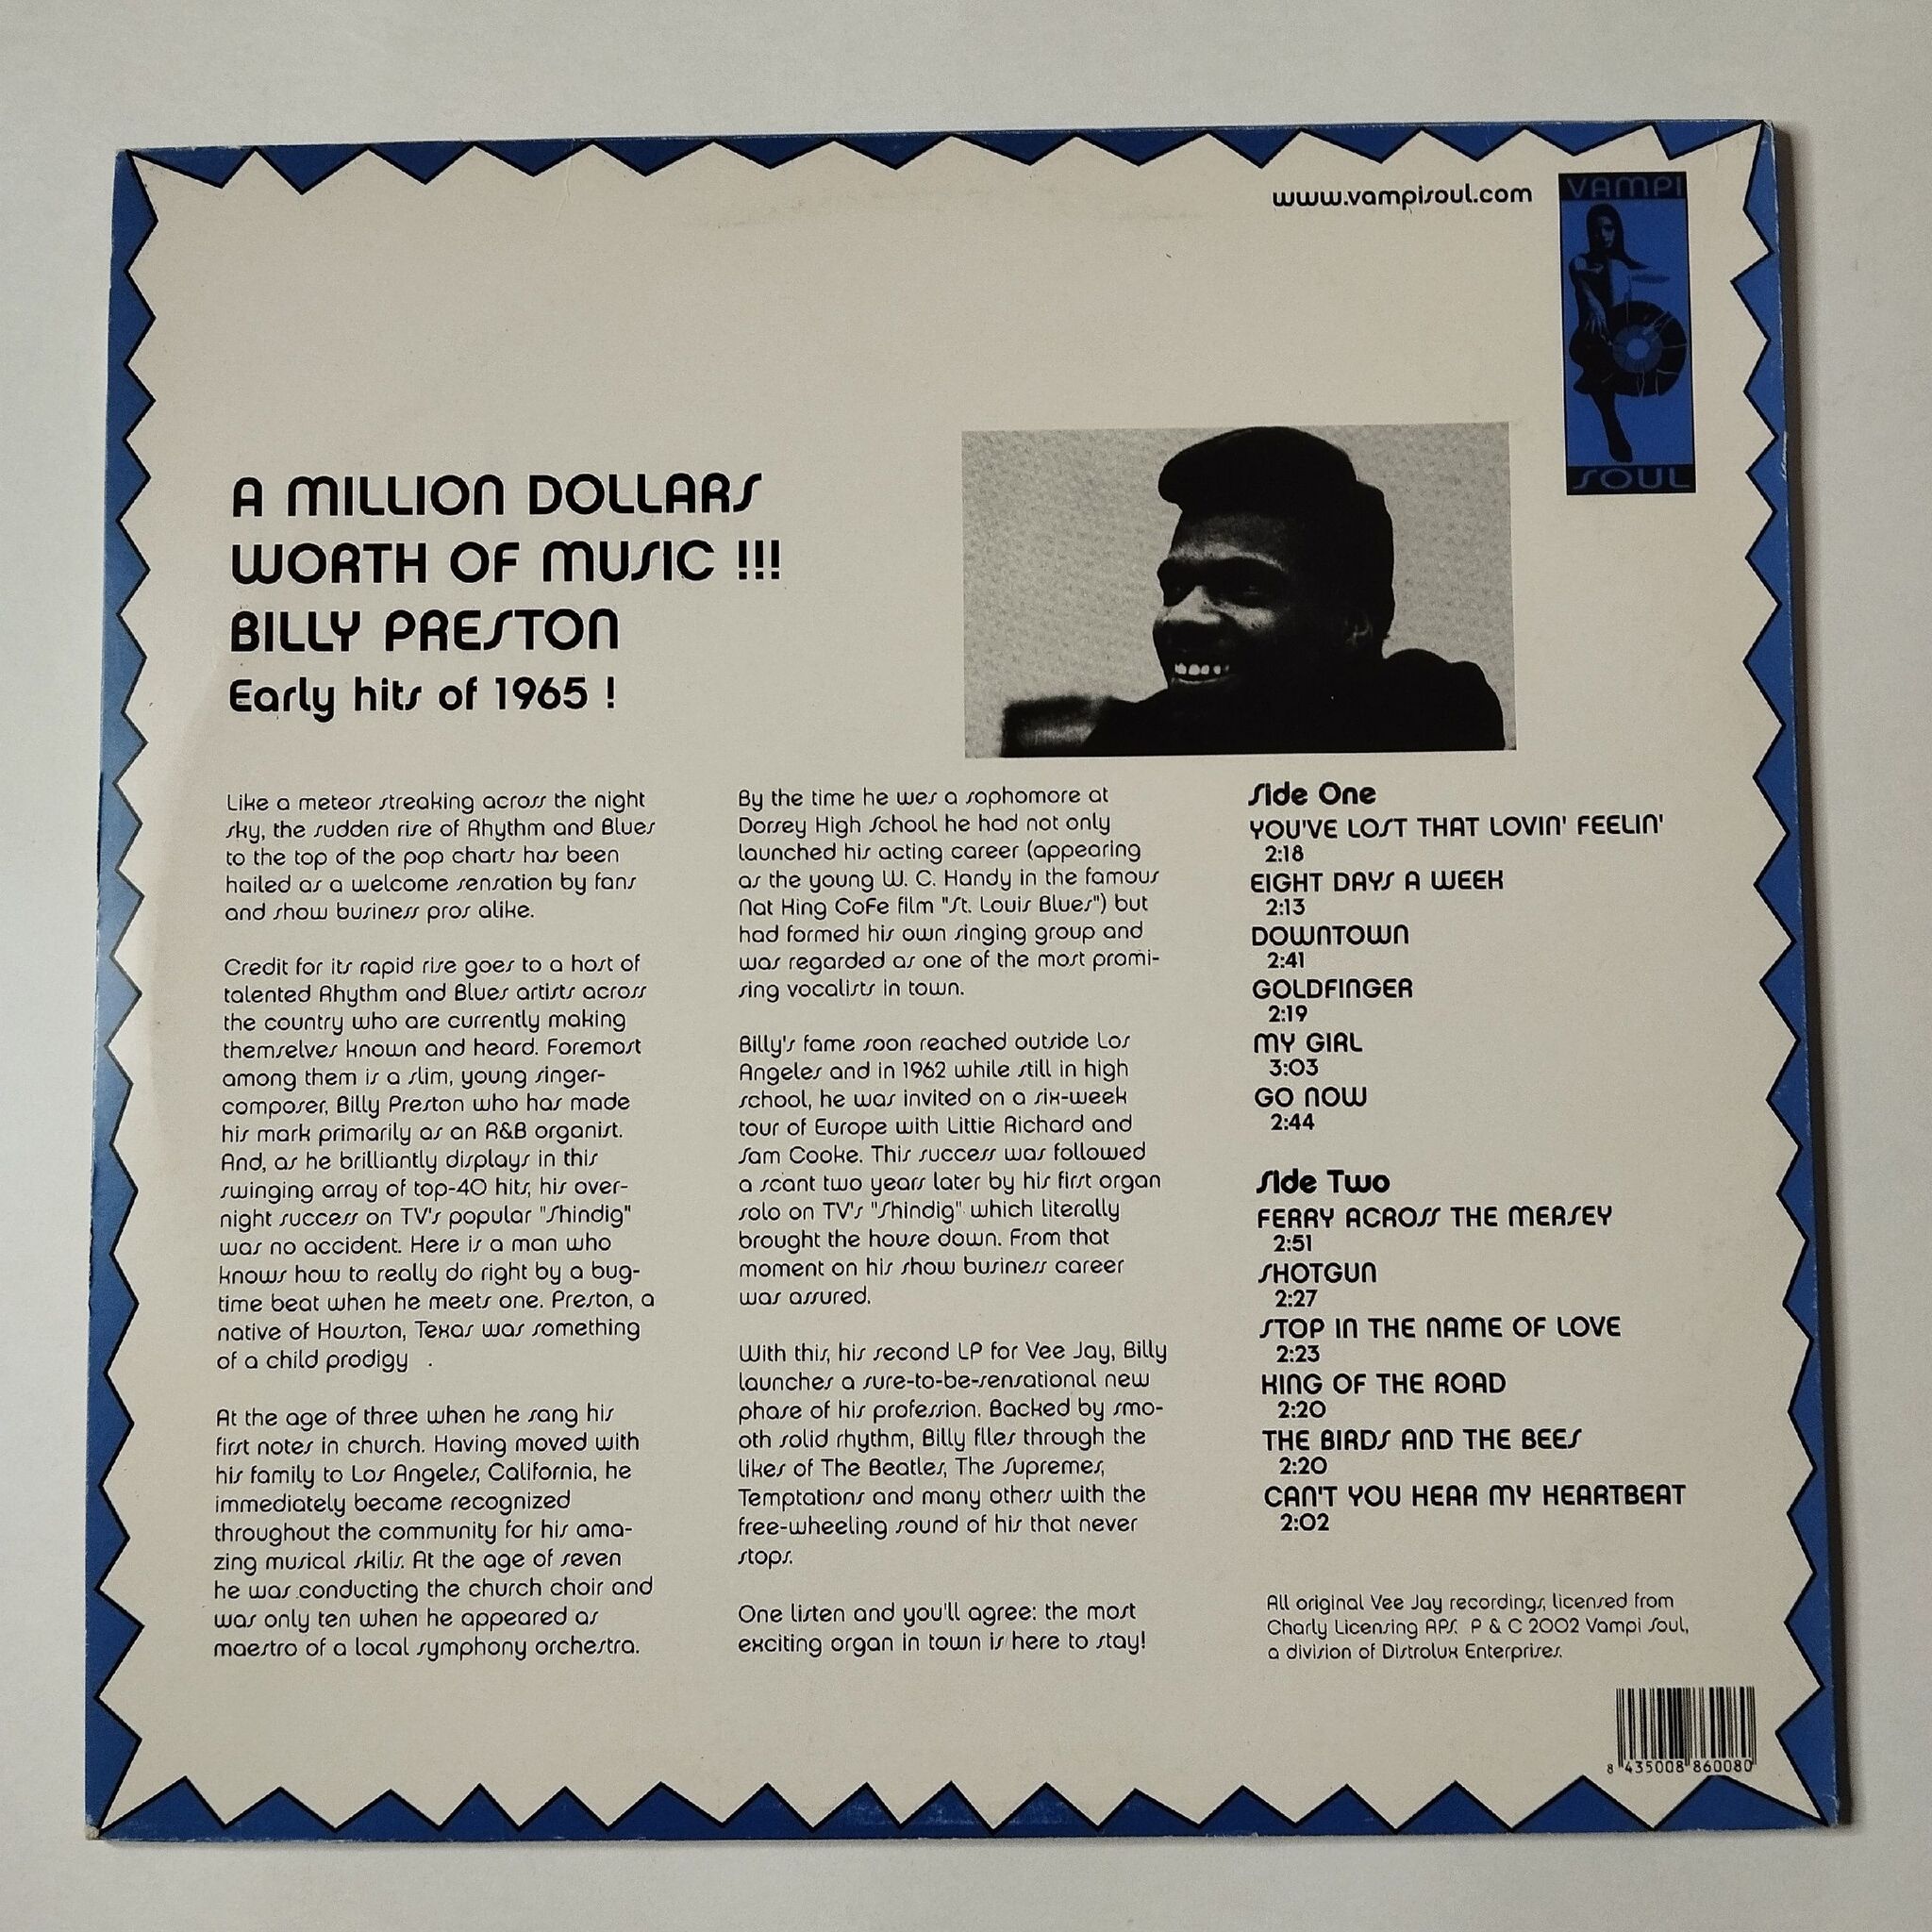 www.vampisoul.com
VAMPI
SOUL
A MILLION DOLLARS
WORTH OF MUSIC !!!
BILLY PRESTON
Early hits of 1965 !
Like a meteor streaking across the night
sky, the sudden rise of Rhythm and Blues
to the top of the pop charts has been
hailed as a welcome sensation by fans
and show business pros alike.
Credit for its rapid rise goes to a host of
talented Rhythm and Blues artists across
the country who are currently making
themselves known and heard. Foremost
among them is a slim, young singer-
composer, Billy Preston who has made
his mark primarily as an R&B organist.
And, as he brilliantly displays in this
swinging array of top-40 hits, his over-
night success on TV's popular "Shindig"
was no accident. Here is a man who
knows how to really do right by a bug-
time beat when he meets one. Preston, a
native of Houston, Texas was something
of a child prodigy .
At the age of three when he sang his
first notes in church. Having moved with
his family to Los Angeles, California, he
immediately became recognized
throughout the community for his ama-
zing musical skilis. At the age of seven
he was conducting the church choir and
was only ten when he appeared as
maestro of a local symphony orchestra.
By the time he wes a sophomore at
Dorsey High School he had not only
launched his acting career (appearing
as the young W. C. Handy in the famous
Nat King CoFe film "St. Louis Blues") but
had formed his own singing group and
was regarded as one of the most promi-
sing vocalists in town.
Billy's fame soon reached outside Los
Angeles and in 1962 while still in high
school, he was invited on a six-week
tour of Europe with Littie Richard and
Sam Cooke. This success was followed
a scant two years later by his first organ
solo on TV's "Shindig" which literally
brought the house down. From that
moment on his show business career
was assured.
With this, his second LP for Vee Jay, Billy
launches a sure-to-be-sensational new
phase of his profession. Backed by smo-
oth solid rhythm, Billy flles through the
likes of The Beatles, The Supremes,
Temptations and many others with the
free-wheeling sound of his that never
stops.
One listen and you'll agree: the most
exciting organ in town is here to stay!
Side One
YOU'VE LOST THAT LOVIN' FEELIN'
2:18
EIGHT DAYS A WEEK
2:13
DOWNTOWN
2:41
GOLDFINGER
2:19
MY GIRL
3:03
GO NOW
2:44
Side Two
FERRY ACROSS THE MERSEY
2:51
SHOTGUN
2:27
STOP IN THE NAME OF LOVE
2:23
KING OF THE ROAD
2:20
THE BIRDS AND THE BEES
2:20
CAN'T YOU HEAR MY HEARTBEAT
2:02
All original Vee Jay recordings, licensed from
Charly Licensing APS. P & C 2002 Vampi Soul,
a division of Distrolux Enterprises.
8 435008 860080